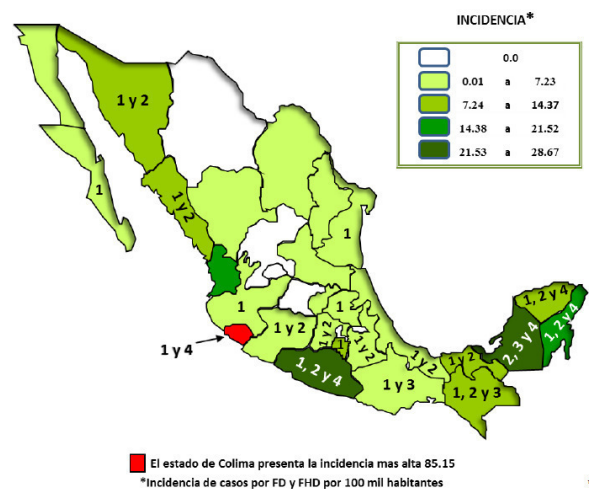 INCIDENCIA*
0.0
0.01 a 7.23
7.24 a 14.37
14.38 a 21.52
21.53 a 28.67
1 y 2
1
1 y 2
1
1
1 y 4
1 y 2
1
1 y 2
1
1 y 2
1, 2 y 4
1 y 3
1 y 2
1 y 2
1, 2 y 3
2, 3 y 4
1, 2 y 4
1, 2 y 4
El estado de Colima presenta la incidencia mas alta 85.15
*Incidencia de casos por FD y FHD por 100 mil habitantes